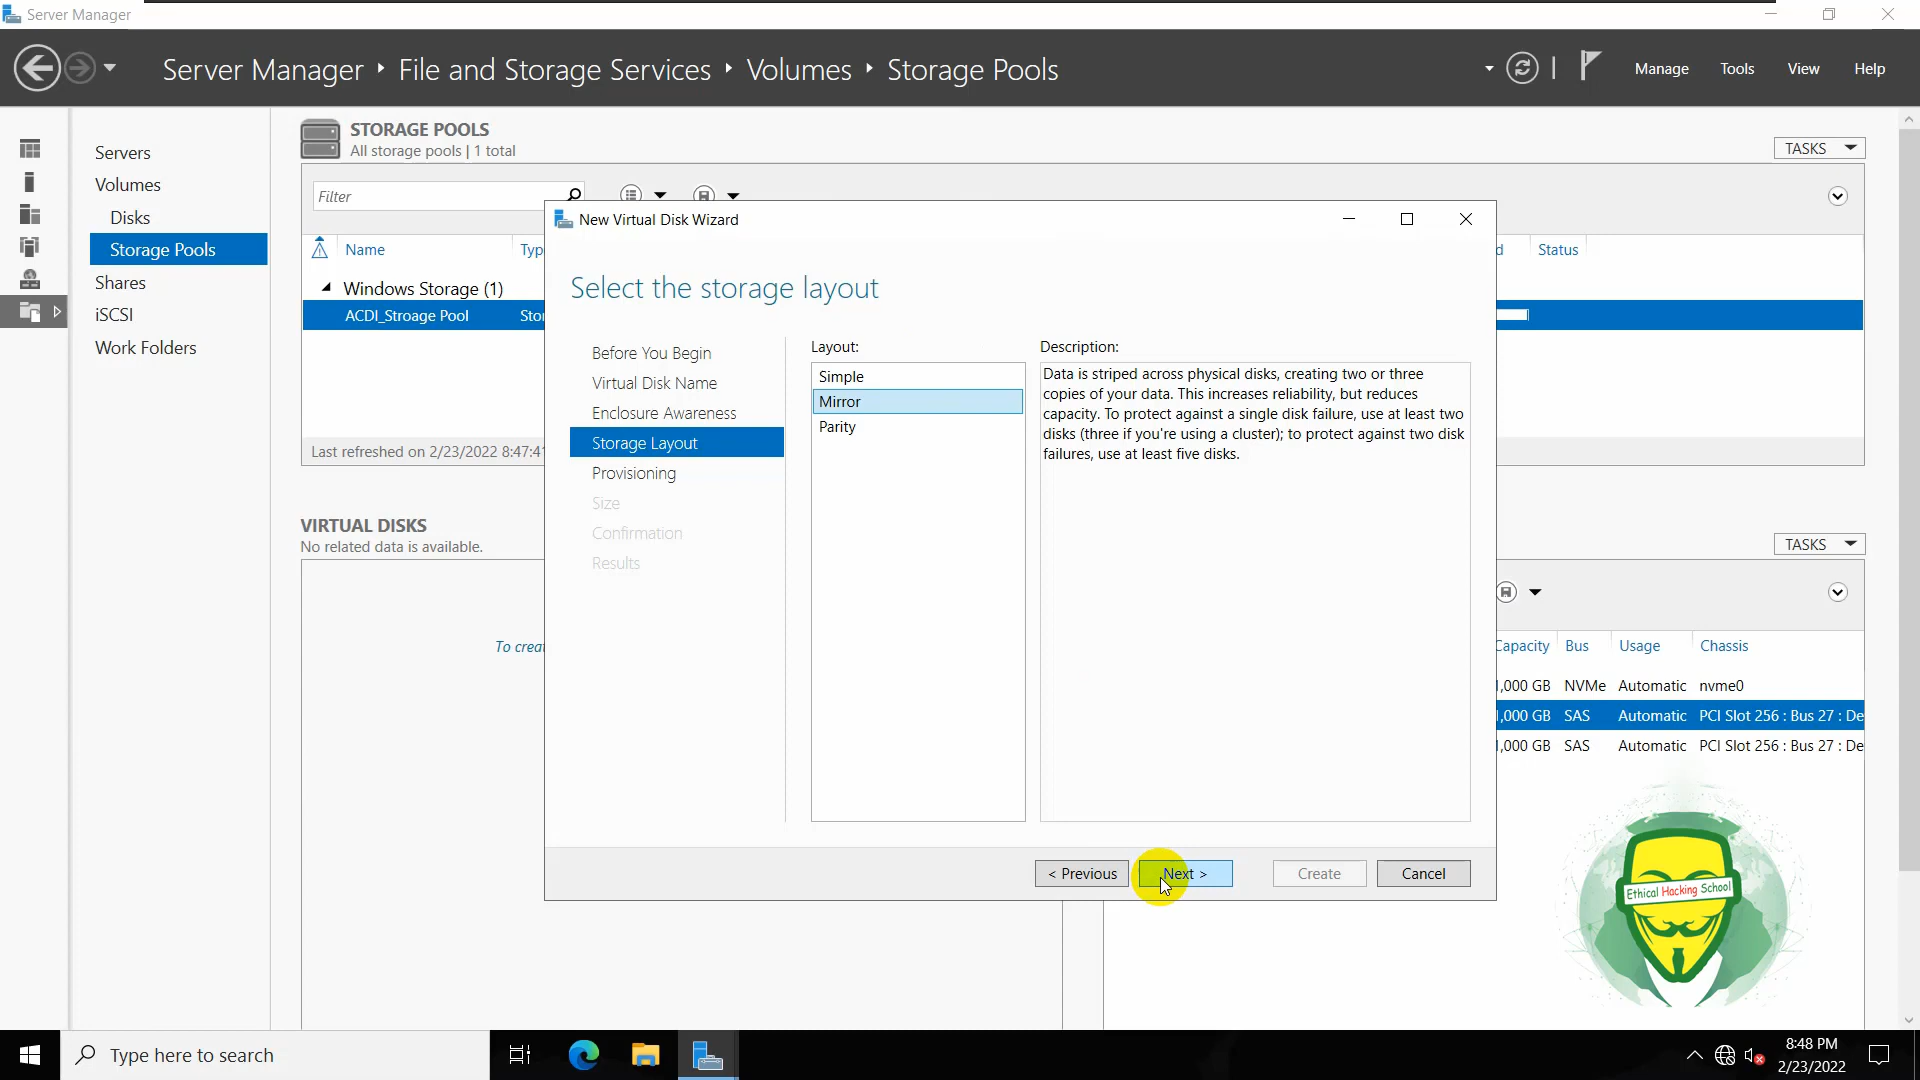 Server Manager
Server Manager ‣ File and Storage Services ‣ Volumes ‣ Storage Pools
Manage Tools View Help
Servers
Volumes
Disks
Storage Pools
Shares
iSCSI
Work Folders
STORAGE POOLS
All storage pools | 1 total
TASKS
Filter
Name Status
Windows Storage (1)
ACDI_Stroage Pool
Last refreshed on 2/23/2022 8:47:41
VIRTUAL DISKS
No related data is available.
New Virtual Disk Wizard
Select the storage layout
Before You Begin
Virtual Disk Name
Enclosure Awareness
Storage Layout
Provisioning
Size
Confirmation
Results
Layout:
Simple
Mirror
Parity
Description:
Data is striped across physical disks, creating two or three
copies of your data. This increases reliability, but reduces
capacity. To protect against a single disk failure, use at least two
disks (three if you're using a cluster); to protect against two disk
failures, use at least five disks.
< Previous Next > Create Cancel
TASKS
Capacity Bus Usage Chassis
,000 GB NVMe Automatic nvme0
,000 GB SAS Automatic PCI Slot 256 : Bus 27 : De
,000 GB SAS Automatic PCI Slot 256 : Bus 27 : De
Ethical Hacking School
Type here to search
8:48 PM
2/23/2022